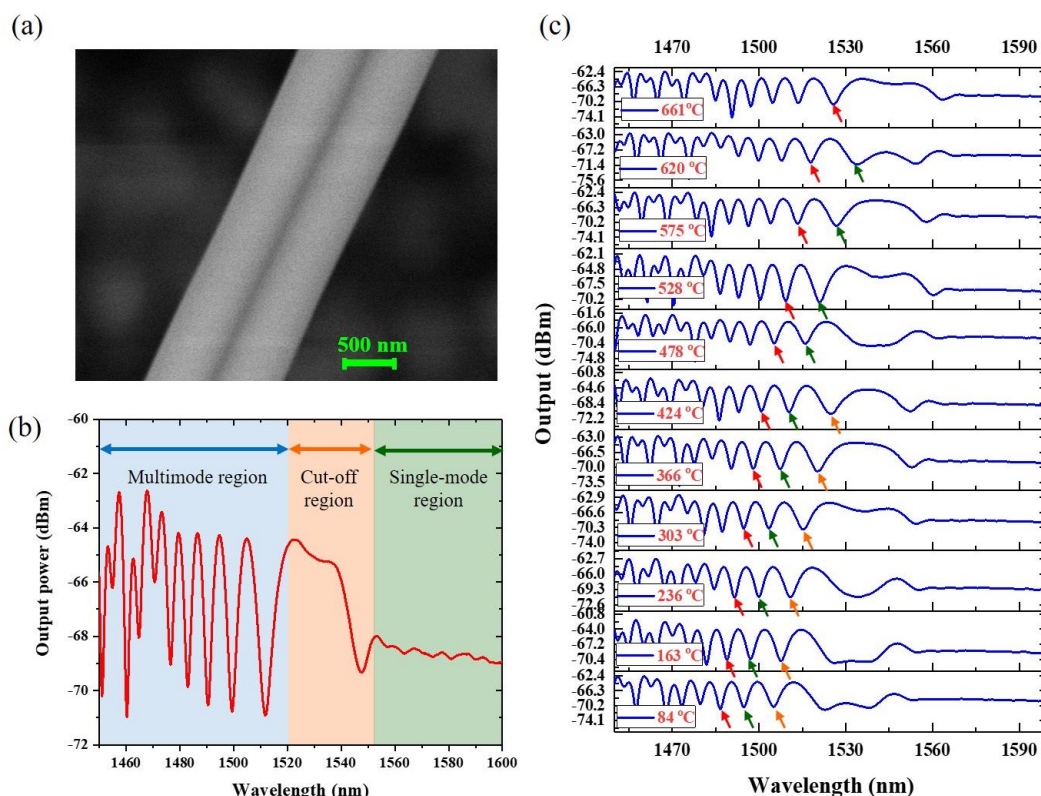 (a)
500 nm
(b)
-60
-62
-64
-66
-68
-70
-72
Output power (dBm)
Multimode region
Cut-off
region
Single-mode
region
1460 1480 1500 1520 1540 1560 1580 1600
Wavelength (nm)
(c)
1470 1500 1530 1560 1590
Output (dBm)
-62.4
-66.3
-70.2
-74.1
661°C
-63.0
-67.2
-71.4
-75.6
620 °C
-62.4
-66.3
-70.2
-74.1
575 °C
-62.1
-64.8
-67.5
-70.2
528 °C
-61.6
-66.0
-70.4
-74.8
478 °C
-60.8
-64.6
-68.4
-72.2
424 °C
-63.0
-66.5
-70.0
-73.5
366 °C
-62.9
-66.6
-70.3
-74.0
303 °C
-62.7
-66.0
-69.3
-72.6
236 °C
-60.8
-64.0
-67.2
-70.4
163 °C
-62.4
-66.3
-70.2
-74.1
84 °C
1470 1500 1530 1560 1590
Wavelength (nm)